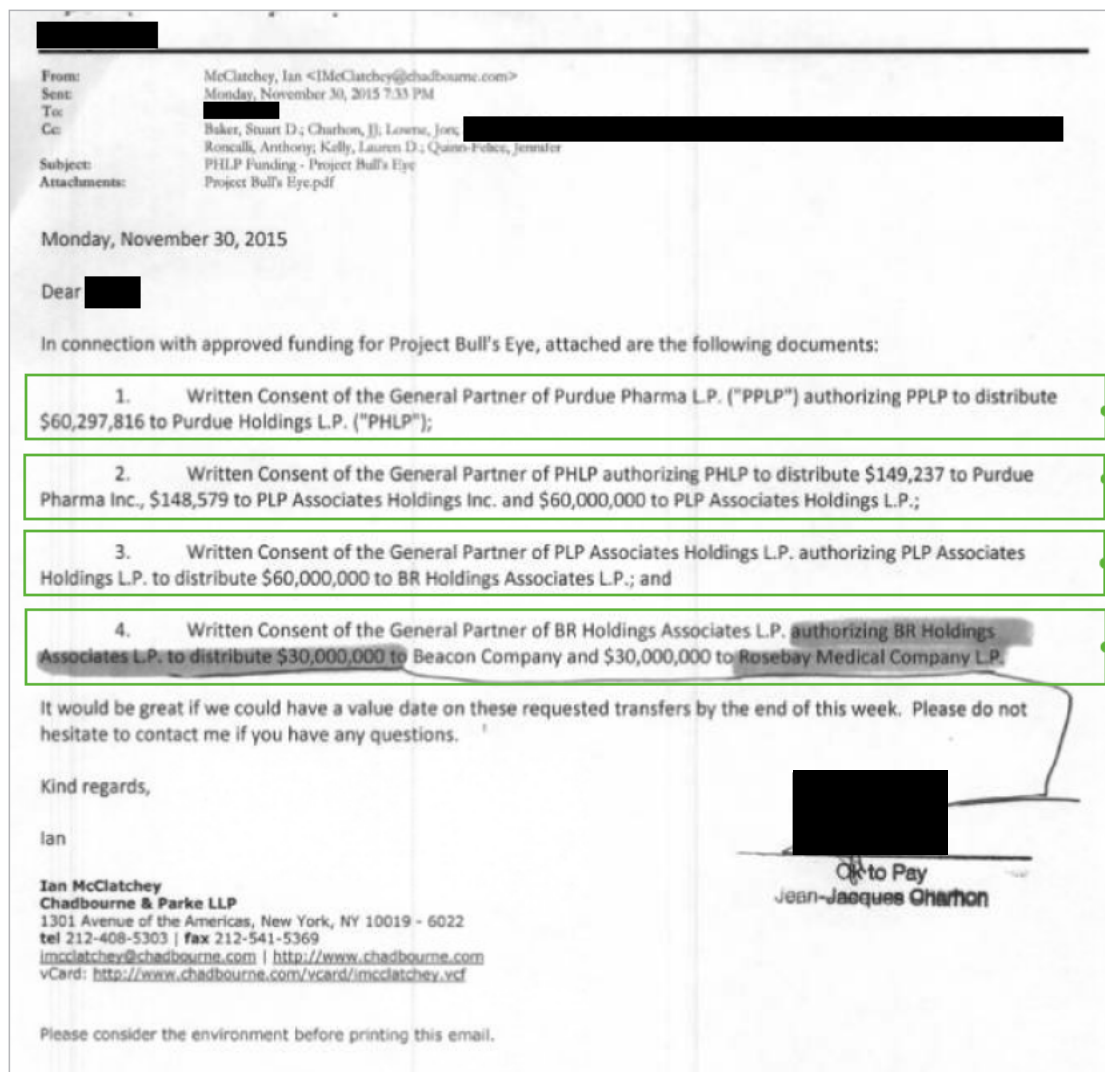 From: McClatchey, Ian <IMcClatchey@chadbourne.com>
Sent: Monday, November 30, 2015 7:33 PM
To:
Cc: Baker, Stuart D.; Charhon, JJ; Lowne, Jon;
Roncalli, Anthony; Kelly, Lauren D.; Quinn-Felice, Jennifer
Subject: PHLP Funding - Project Bull's Eye
Attachments: Project Bull's Eye.pdf
Monday, November 30, 2015
Dear
In connection with approved funding for Project Bull's Eye, attached are the following documents:
1. Written Consent of the General Partner of Purdue Pharma L.P. ("PPLP") authorizing PPLP to distribute
$60,297,816 to Purdue Holdings L.P. ("PHLP");
2. Written Consent of the General Partner of PHLP authorizing PHLP to distribute $149,237 to Purdue
Pharma Inc., $148,579 to PLP Associates Holdings Inc. and $60,000,000 to PLP Associates Holdings L.P.;
3. Written Consent of the General Partner of PLP Associates Holdings L.P. authorizing PLP Associates
Holdings L.P. to distribute $60,000,000 to BR Holdings Associates L.P.; and
4. Written Consent of the General Partner of BR Holdings Associates L.P. authorizing BR Holdings
Associates L.P. to distribute $30,000,000 to Beacon Company and $30,000,000 to Rosebay Medical Company L.P.
It would be great if we could have a value date on these requested transfers by the end of this week. Please do not
hesitate to contact me if you have any questions.
Kind regards,
Ian
Ian McClatchey
Chadbourne & Parke LLP
1301 Avenue of the Americas, New York, NY 10019 - 6022
tel 212-408-5303 | fax 212-541-5369
imcclatchey@chadbourne.com | http://www.chadbourne.com
vCard: http://www.chadbourne.com/vcard/imcclatchey.vcf
OK to Pay
Jean-Jacques Charhon
Please consider the environment before printing this email.